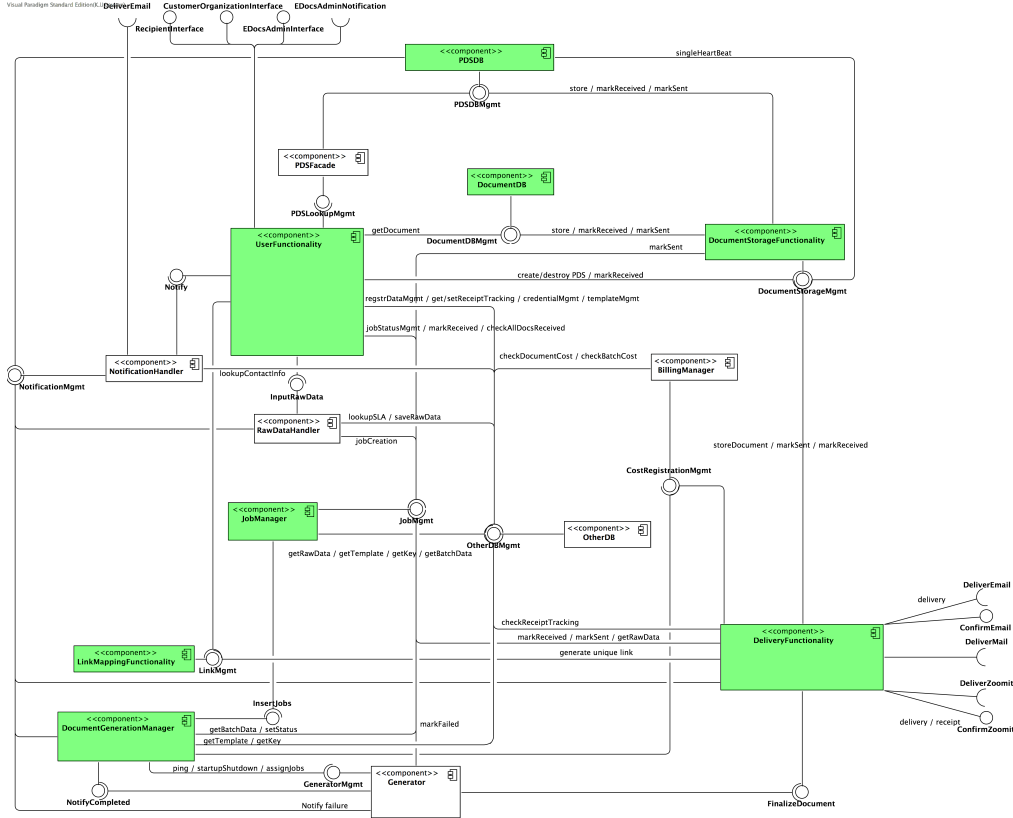 Visual Paradigm Standard Edition(K.U.
DeliverEmail
CustomerOrganizationInterface
EDocsAdminNotification
RecipientInterface
EDocsAdminInterface
<<component>>
PDSDB
singleHeartBeat
store / markReceived / markSent
PDSDBMgmt
<<component>>
PDSFacade
<<component>>
DocumentDB
PDSLookupMgmt
<<component>>
UserFunctionality
getDocument
DocumentDBMgmt
store / markReceived / markSent
<<component>>
DocumentStorageFunctionality
markSent
create/destroy PDS / markReceived
Notify
DocumentStorageMgmt
regstrDataMgmt / get/setReceiptTracking / credentialMgmt / templateMgmt
jobStatusMgmt / markReceived / checkAllDocsReceived
<<component>>
NotificationHandler
checkDocumentCost / checkBatchCost
<<component>>
BillingManager
lookupContactInfo
NotificationMgmt
InputRawData
<<component>>
RawDataHandler
lookupSLA / saveRawData
jobCreation
storeDocument / markSent / markReceived
CostRegistrationMgmt
<<component>>
JobManager
JobMgmt
<<component>>
OtherDB
OtherDBMgmt
getRawData / getTemplate / getKey / getBatchData
DeliverEmail
delivery
checkReceiptTracking
ConfirmEmail
<<component>>
DeliveryFunctionality
markReceived / markSent / getRawData
DeliverMail
generate unique link
<<component>>
LinkMappingFunctionality
LinkMgmt
DeliverZoomit
InsertJobs
<<component>>
DocumentGenerationManager
getBatchData / setStatus
markFailed
delivery / receipt
ConfirmZoomit
getTemplate / getKey
ping / startupShutdown / assignJobs
<<component>>
Generator
GeneratorMgmt
NotifyCompleted
Notify failure
FinalizeDocument